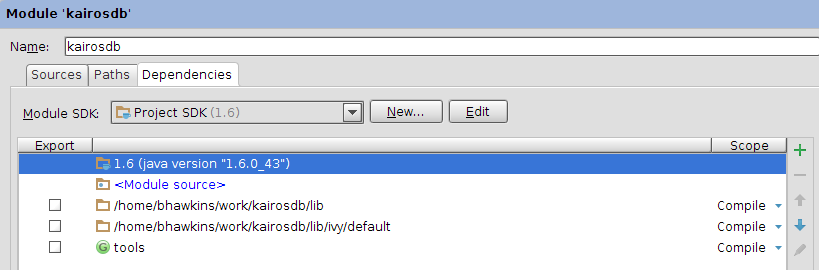 Module 'kairosdb'
Name: kairosdb
Sources Paths Dependencies
Module SDK: Project SDK (1.6) New... Edit
Export Scope
1.6 (java version "1.6.0_43")
<Module source>
/home/bhawkins/work/kairosdb/lib Compile
/home/bhawkins/work/kairosdb/lib/ivy/default Compile
G tools Compile